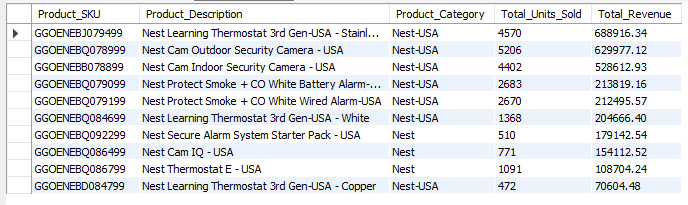 Product_SKU Product_Description Product_Category Total_Units_Sold Total_Revenue
GGOENEBJ079499 Nest Learning Thermostat 3rd Gen-USA - Stainl... Nest-USA 4570 688916.34
GGOENEBQ078999 Nest Cam Outdoor Security Camera - USA Nest-USA 5206 629977.12
GGOENEBB078899 Nest Cam Indoor Security Camera - USA Nest-USA 4402 528612.93
GGOENEBQ079099 Nest Protect Smoke + CO White Battery Alarm-... Nest-USA 2683 213819.16
GGOENEBQ079199 Nest Protect Smoke + CO White Wired Alarm-USA Nest-USA 2670 212495.57
GGOENEBQ084699 Nest Learning Thermostat 3rd Gen-USA - White Nest-USA 1368 204666.40
GGOENEBQ092299 Nest Secure Alarm System Starter Pack - USA Nest 510 179142.54
GGOENEBQ086499 Nest Cam IQ - USA Nest 771 154112.52
GGOENEBQ086799 Nest Thermostat E - USA Nest 1091 108704.24
GGOENEBD084799 Nest Learning Thermostat 3rd Gen-USA - Copper Nest-USA 472 70604.48